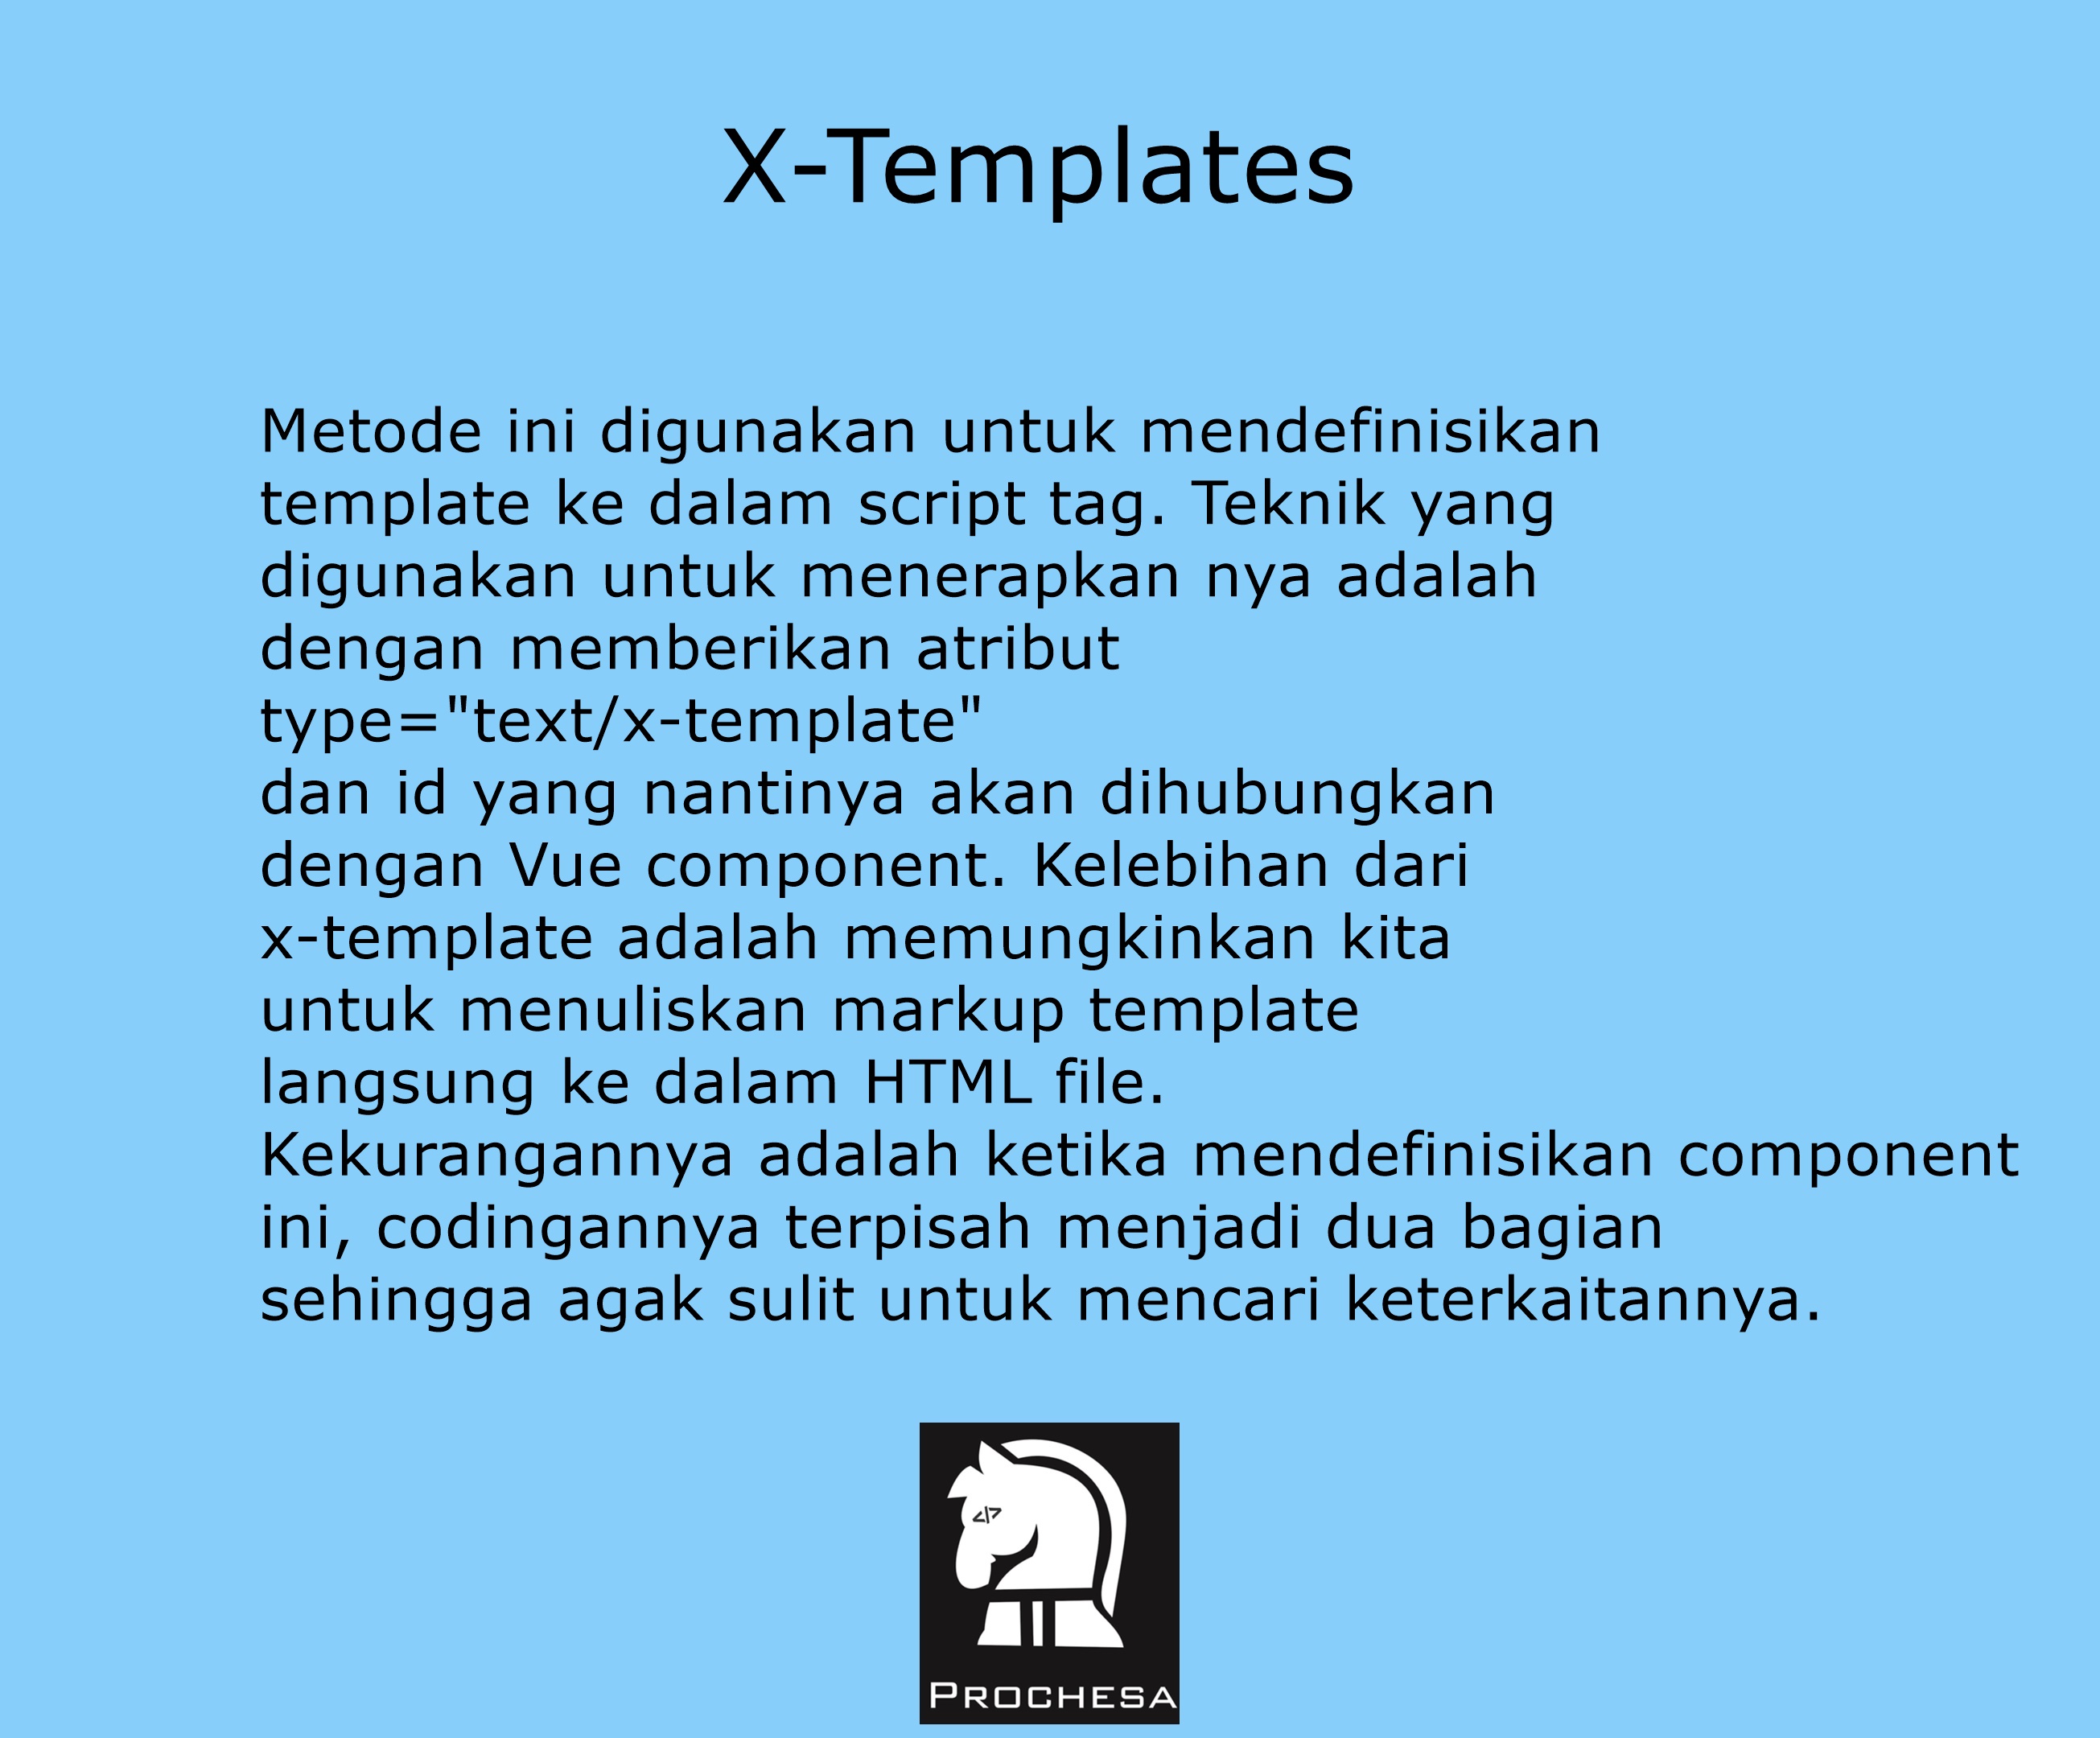 X-Templates
Metode ini digunakan untuk mendefinisikan
template ke dalam script tag. Teknik yang
digunakan untuk menerapkan nya adalah
dengan memberikan atribut
type="text/x-template"
dan id yang nantinya akan dihubungkan
dengan Vue component. Kelebihan dari
x-template adalah memungkinkan kita
untuk menuliskan markup template
langsung ke dalam HTML file.
Kekurangannya adalah ketika mendefinisikan component
ini, codingannya terpisah menjadi dua bagian
sehingga agak sulit untuk mencari keterkaitannya.
</>
PROCHESA